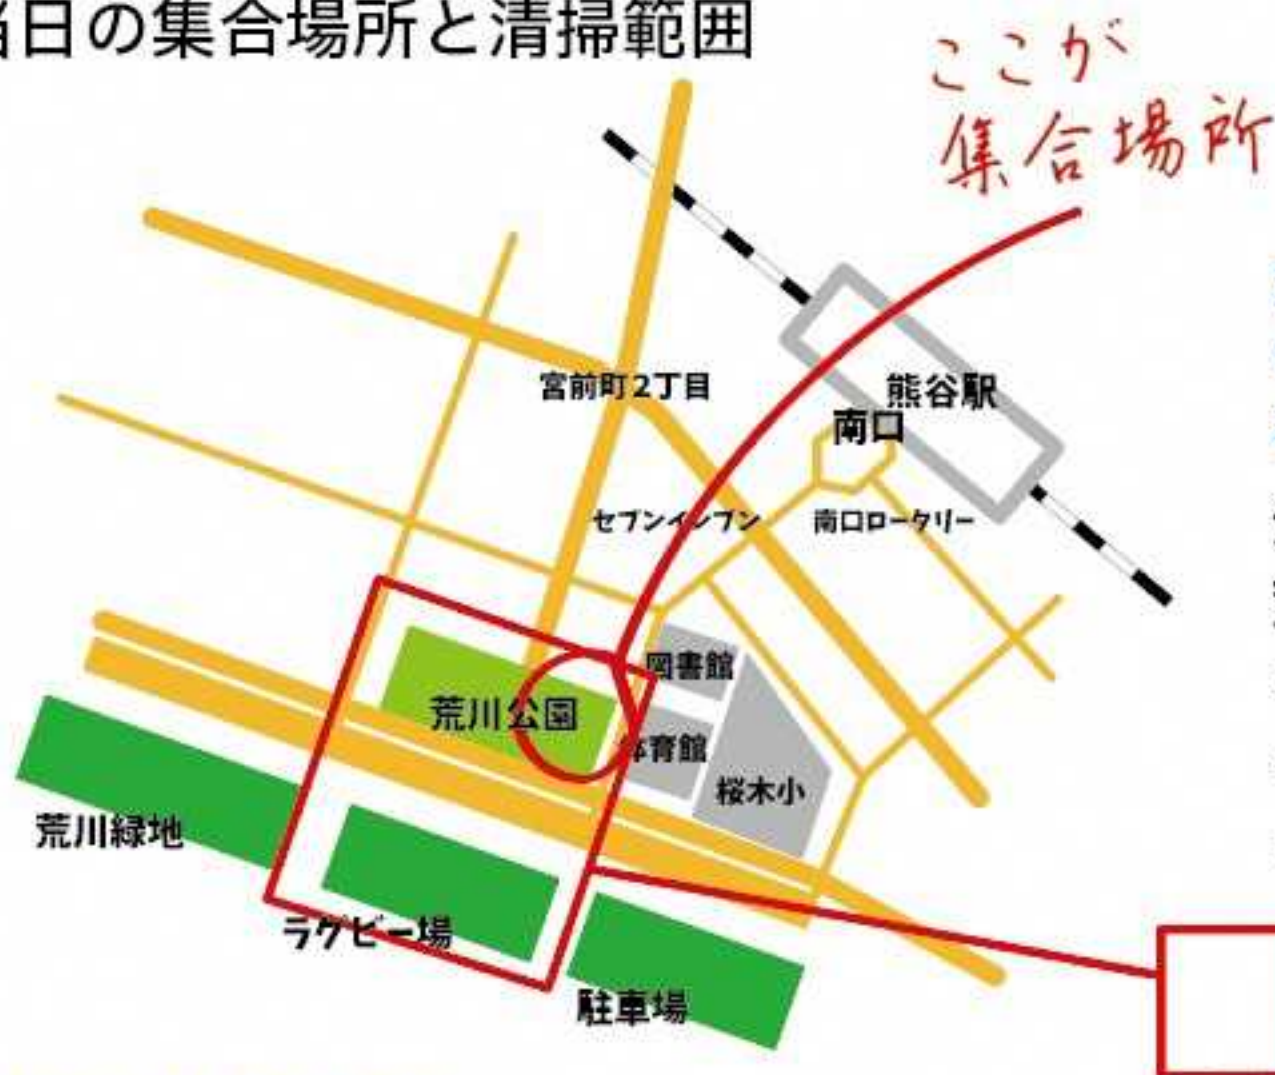 日の集合場所と清掃範囲
ここが
集合場所
宮前町2丁目
熊谷駅
南口
セブンイレブン
南口ロータリー
図書館
荒川公園
体育館
桜木小
荒川緑地
ラグビー場
駐車場